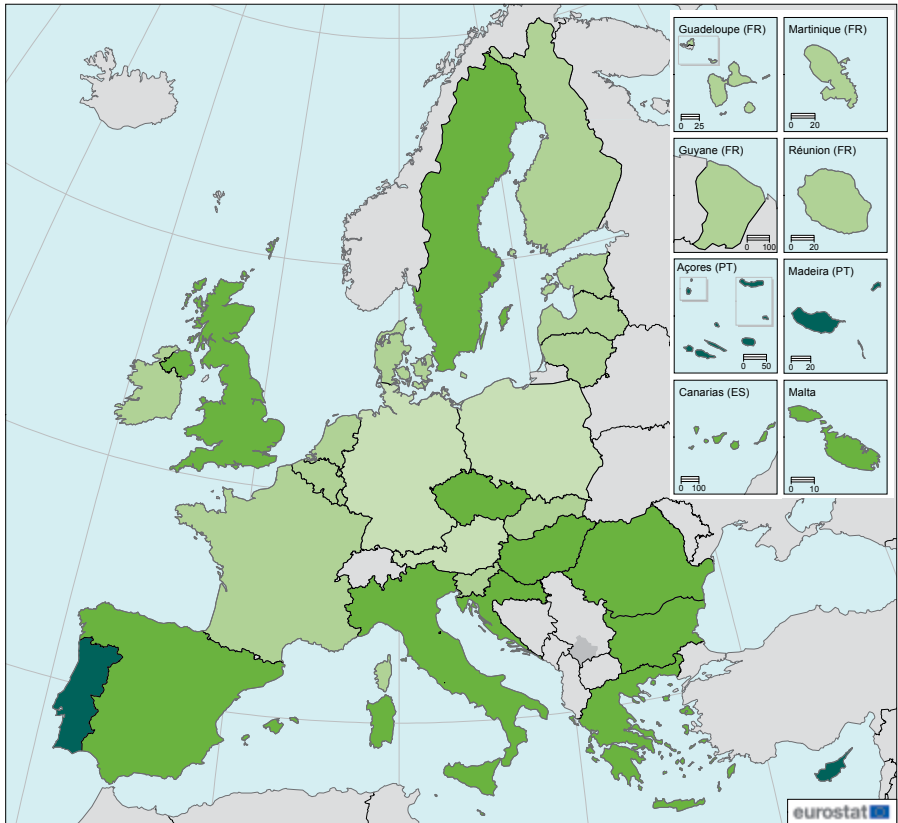 Guadeloupe (FR)
0 25
Martinique (FR)
0 20
Guyane (FR)
0 100
Réunion (FR)
0 20
Açores (PT)
0 50
Madeira (PT)
0 20
Canarias (ES)
0 100
Malta
0 10
eurostat